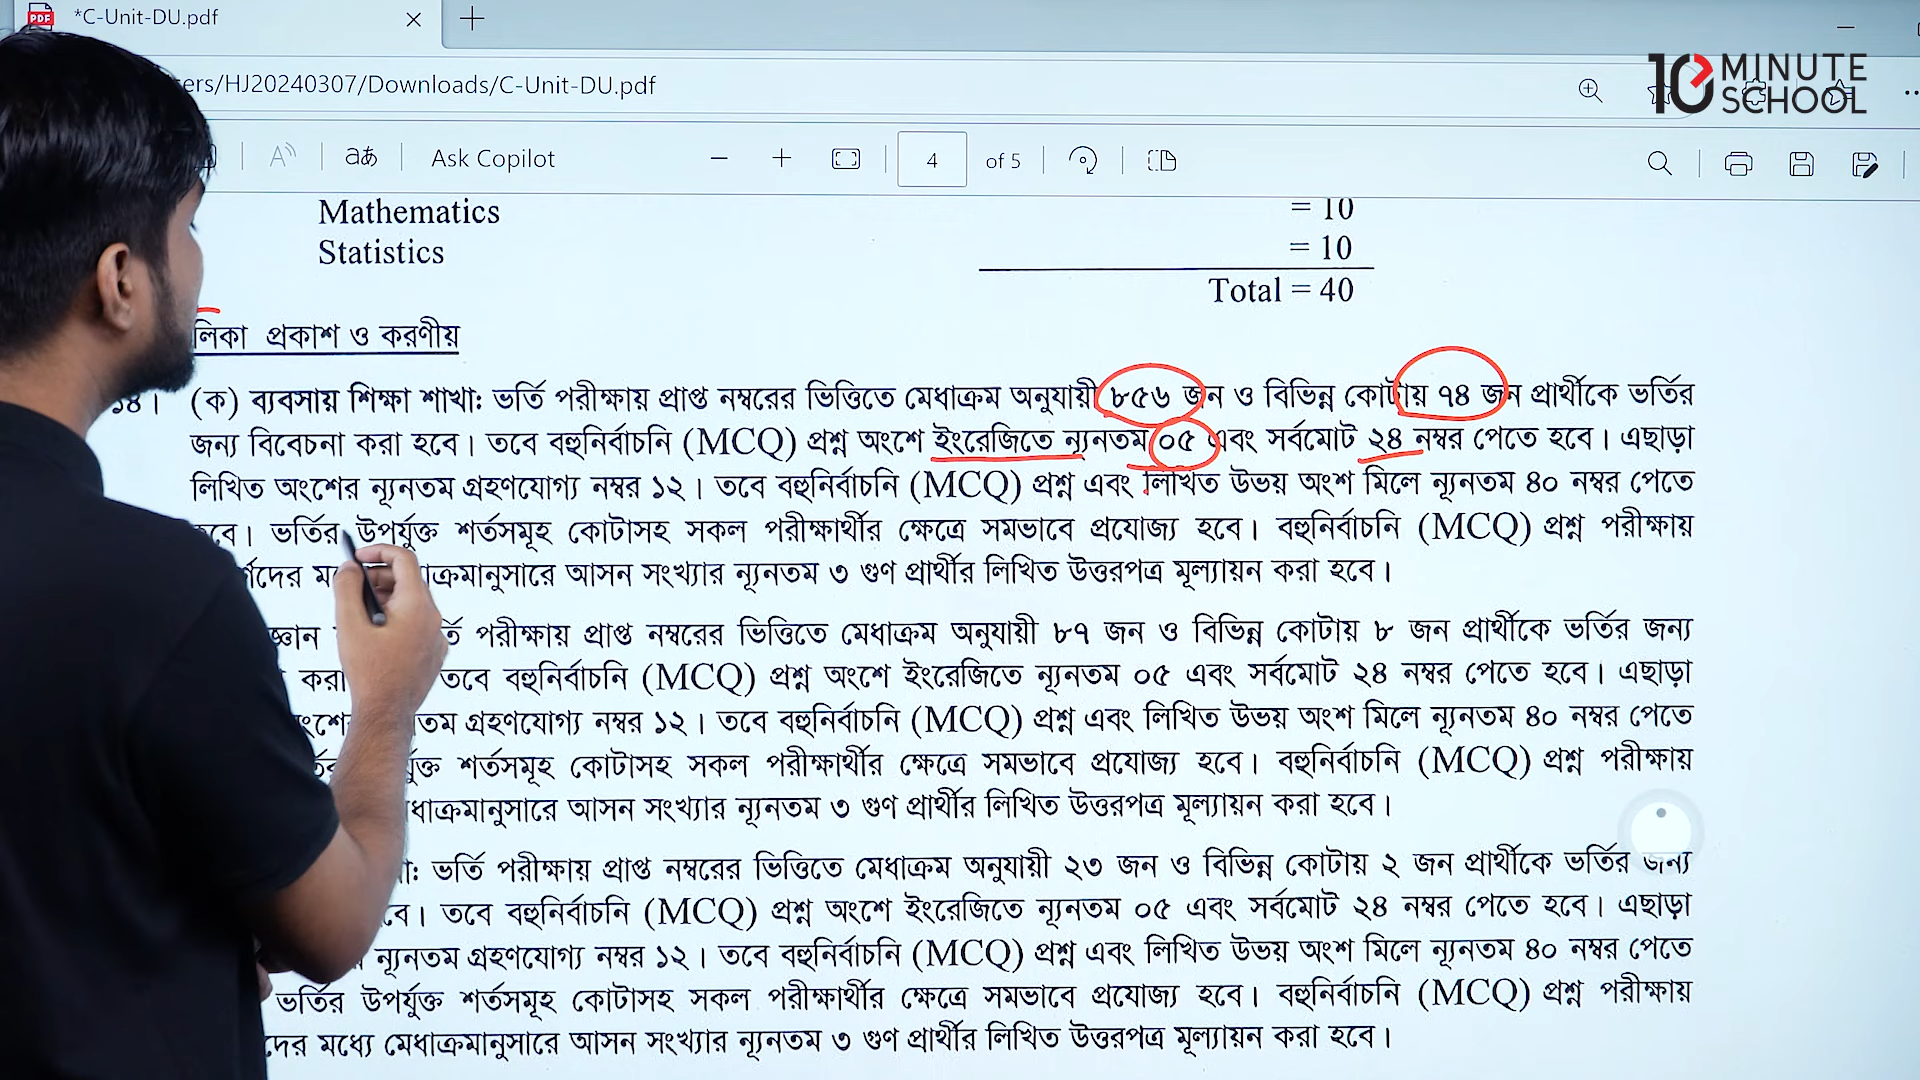 *C-Unit-DU.pdf
ers/HJ20240307/Downloads/C-Unit-DU.pdf
10 MINUTE SCHOOL
Ask Copilot
4 of 5
Mathematics = 10
Statistics = 10
Total = 40
লিকা প্রকাশ ও করণীয়
১৪। (ক) ব্যবসায় শিক্ষা শাখা: ভর্তি পরীক্ষায় প্রাপ্ত নম্বরের ভিত্তিতে মেধাক্রম অনুযায়ী ৮৫৬ জন ও বিভিন্ন কোটায় ৭৪ জন প্রার্থীকে ভর্তির
জন্য বিবেচনা করা হবে। তবে বহুনির্বাচনি (MCQ) প্রশ্ন অংশে ইংরেজিতে ন্যূনতম ০৫ এবং সর্বমোট ২৪ নম্বর পেতে হবে। এছাড়া
লিখিত অংশের ন্যূনতম গ্রহণযোগ্য নম্বর ১২। তবে বহুনির্বাচনি (MCQ) প্রশ্ন এবং লিখিত উভয় অংশ মিলে ন্যূনতম ৪০ নম্বর পেতে
বে। ভর্তির উপর্যুক্ত শর্তসমূহ কোটাসহ সকল পরীক্ষার্থীর ক্ষেত্রে সমভাবে প্রযোজ্য হবে। বহুনির্বাচনি (MCQ) প্রশ্ন পরীক্ষায়
র্ণদের ম ক্রমানুসারে আসন সংখ্যার ন্যূনতম ৩ গুণ প্রার্থীর লিখিত উত্তরপত্র মূল্যায়ন করা হবে।
জ্ঞান র্তি পরীক্ষায় প্রাপ্ত নম্বরের ভিত্তিতে মেধাক্রম অনুযায়ী ৮৭ জন ও বিভিন্ন কোটায় ৮ জন প্রার্থীকে ভর্তির জন্য
করা তবে বহুনির্বাচনি (MCQ) প্রশ্ন অংশে ইংরেজিতে ন্যূনতম ০৫ এবং সর্বমোট ২৪ নম্বর পেতে হবে। এছাড়া
ংশে তম গ্রহণযোগ্য নম্বর ১২। তবে বহুনির্বাচনি (MCQ) প্রশ্ন এবং লিখিত উভয় অংশ মিলে ন্যূনতম ৪০ নম্বর পেতে
র্যুক্ত শর্তসমূহ কোটাসহ সকল পরীক্ষার্থীর ক্ষেত্রে সমভাবে প্রযোজ্য হবে। বহুনির্বাচনি (MCQ) প্রশ্ন পরীক্ষায়
ধাক্রমানুসারে আসন সংখ্যার ন্যূনতম ৩ গুণ প্রার্থীর লিখিত উত্তরপত্র মূল্যায়ন করা হবে।
া: ভর্তি পরীক্ষায় প্রাপ্ত নম্বরের ভিত্তিতে মেধাক্রম অনুযায়ী ২৩ জন ও বিভিন্ন কোটায় ২ জন প্রার্থীকে ভর্তির জন্য
বে। তবে বহুনির্বাচনি (MCQ) প্রশ্ন অংশে ইংরেজিতে ন্যূনতম ০৫ এবং সর্বমোট ২৪ নম্বর পেতে হবে। এছাড়া
ন্যূনতম গ্রহণযোগ্য নম্বর ১২। তবে বহুনির্বাচনি (MCQ) প্রশ্ন এবং লিখিত উভয় অংশ মিলে ন্যূনতম ৪০ নম্বর পেতে
ভর্তির উপর্যুক্ত শর্তসমূহ কোটাসহ সকল পরীক্ষার্থীর ক্ষেত্রে সমভাবে প্রযোজ্য হবে। বহুনির্বাচনি (MCQ) প্রশ্ন পরীক্ষায়
দের মধ্যে মেধাক্রমানুসারে আসন সংখ্যার ন্যূনতম ৩ গুণ প্রার্থীর লিখিত উত্তরপত্র মূল্যায়ন করা হবে।